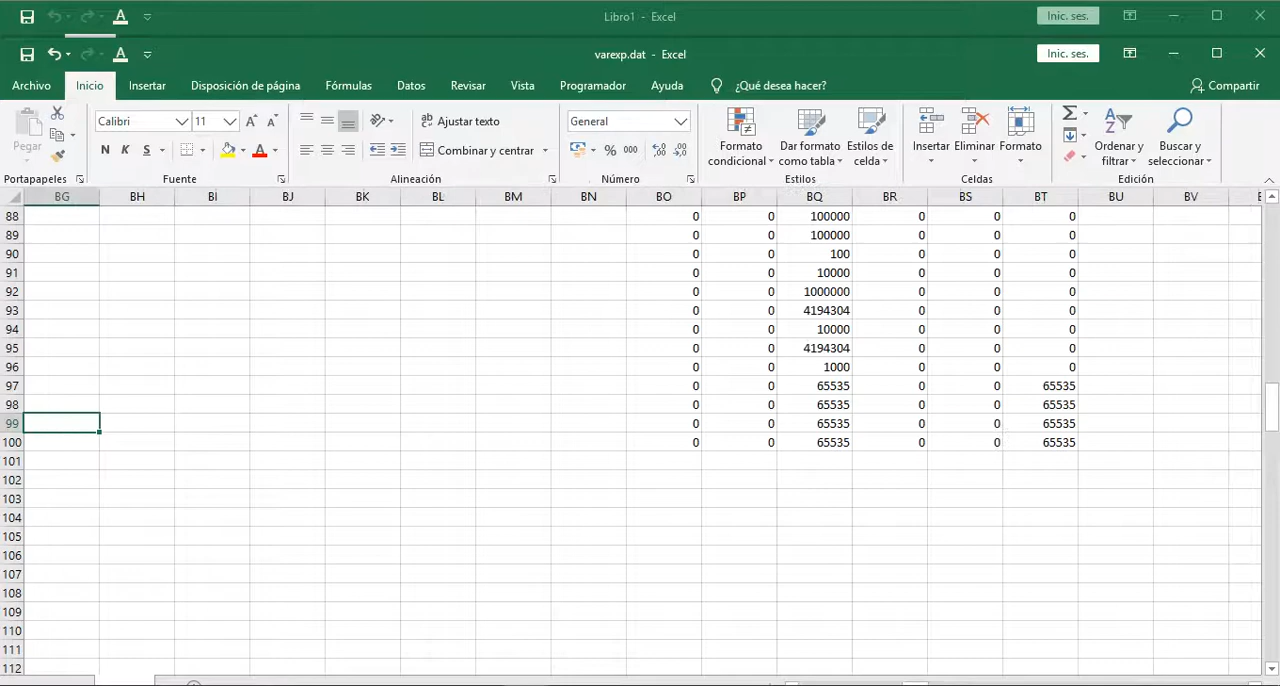 Libro1 - Excel
Inic. ses.
varexp.dat - Excel
Inic. ses.
Archivo Inicio Insertar Disposición de página Fórmulas Datos Revisar Vista Programador Ayuda ¿Qué desea hacer? Compartir
Pegar
Calibri 11
Ajustar texto
General
N K S
Combinar y centrar
% 000
Formato condicional
Dar formato como tabla
Estilos de celda
Insertar Eliminar Formato
Ordenar y filtrar
Buscar y seleccionar
Portapapeles Fuente Alineación Número Estilos Celdas Edición
BG BH BI BJ BK BL BM BN BO BP BQ BR BS BT BU BV
88 0 0 100000 0 0 0
89 0 0 100000 0 0 0
90 0 0 100 0 0 0
91 0 0 10000 0 0 0
92 0 0 1000000 0 0 0
93 0 0 4194304 0 0 0
94 0 0 10000 0 0 0
95 0 0 4194304 0 0 0
96 0 0 1000 0 0 0
97 0 0 65535 0 0 65535
98 0 0 65535 0 0 65535
99 0 0 65535 0 0 65535
100 0 0 65535 0 0 65535
101
102
103
104
105
106
107
108
109
110
111
112